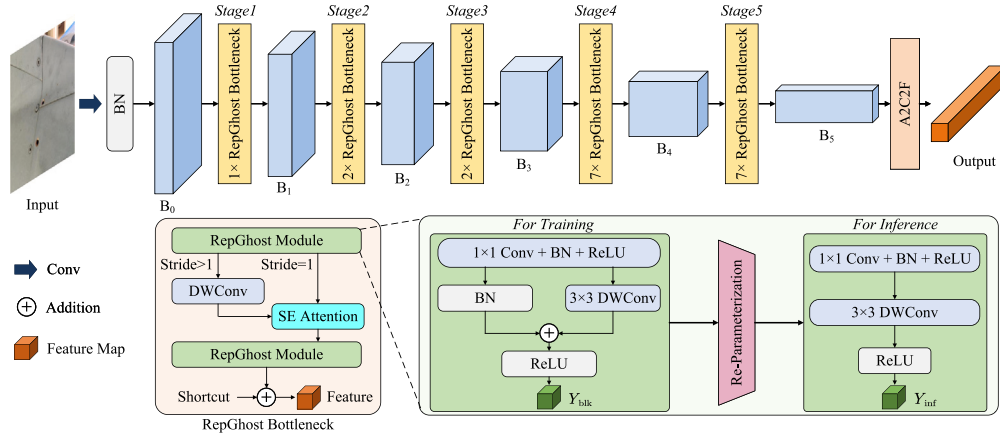 Stage1
Stage2
Stage3
Stage4
Stage5
Input
BN
B0
1× RepGhost Bottleneck
B1
2× RepGhost Bottleneck
B2
2× RepGhost Bottleneck
B3
7× RepGhost Bottleneck
B4
7× RepGhost Bottleneck
B5
A2C2F
Output
Conv
Addition
Feature Map
RepGhost Module
Stride>1
Stride=1
DWConv
SE Attention
RepGhost Module
Shortcut
Feature
RepGhost Bottleneck
For Training
1×1 Conv + BN + ReLU
BN
3×3 DWConv
ReLU
Yblk
Re-Parameterization
For Inference
1×1 Conv + BN + ReLU
3×3 DWConv
ReLU
Yinf